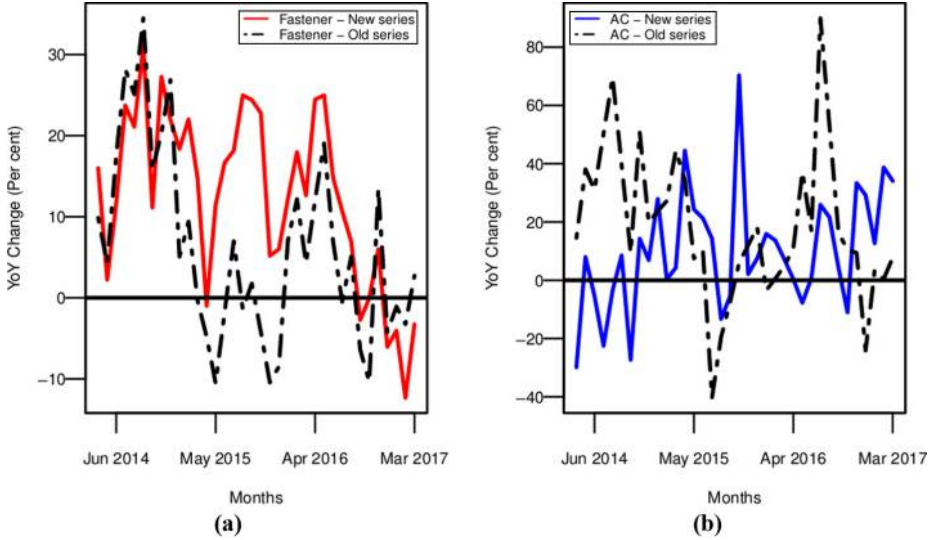 Fastener − New series
Fastener − Old series
30
20
10
0
−10
YoY Change (Per cent)
Jun 2014 May 2015 Apr 2016 Mar 2017
Months
(a)
AC − New series
AC − Old series
80
60
40
20
0
−20
−40
YoY Change (Per cent)
Jun 2014 May 2015 Apr 2016 Mar 2017
Months
(b)